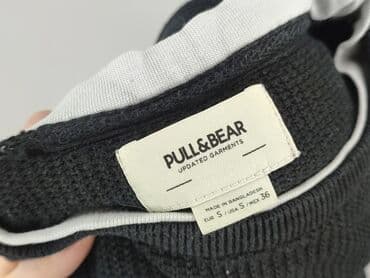 PULL&BEAR
UPDATED GARMENTS
MADE IN BANGLADESH
EUR S / USA S / MEX 36